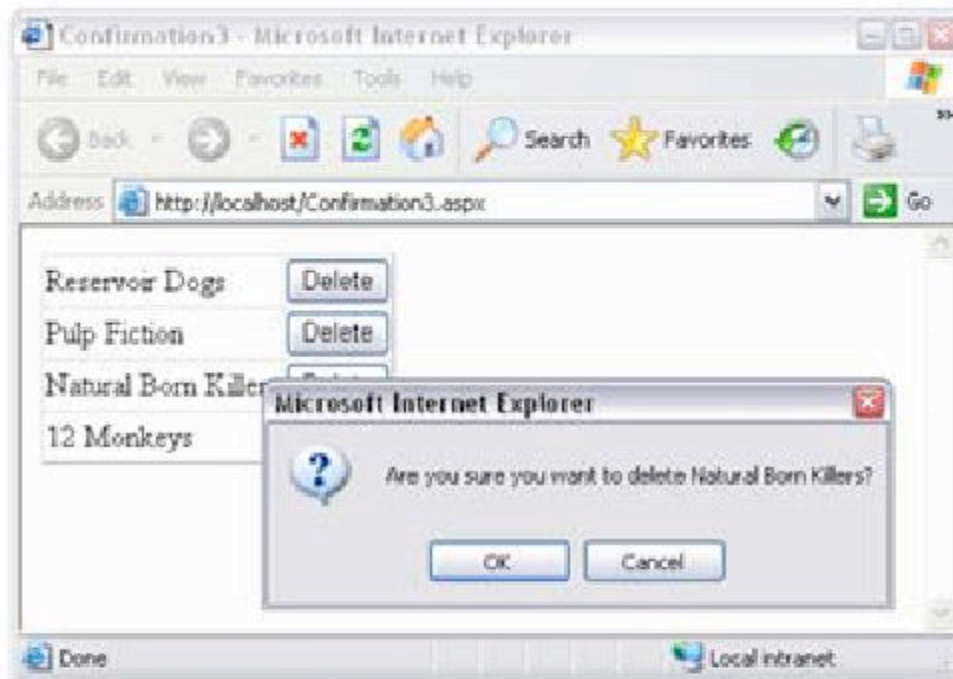 Confirmation3 - Microsoft Internet Explorer
File Edit View Favorites Tools Help
Back Search Favorites
Address http://localhost/Confirmation3.aspx Go
Reservoir Dogs Delete
Pulp Fiction Delete
Natural Born Killer
12 Monkeys
Microsoft Internet Explorer
Are you sure you want to delete Natural Born Killers?
OK Cancel
Done Local intranet